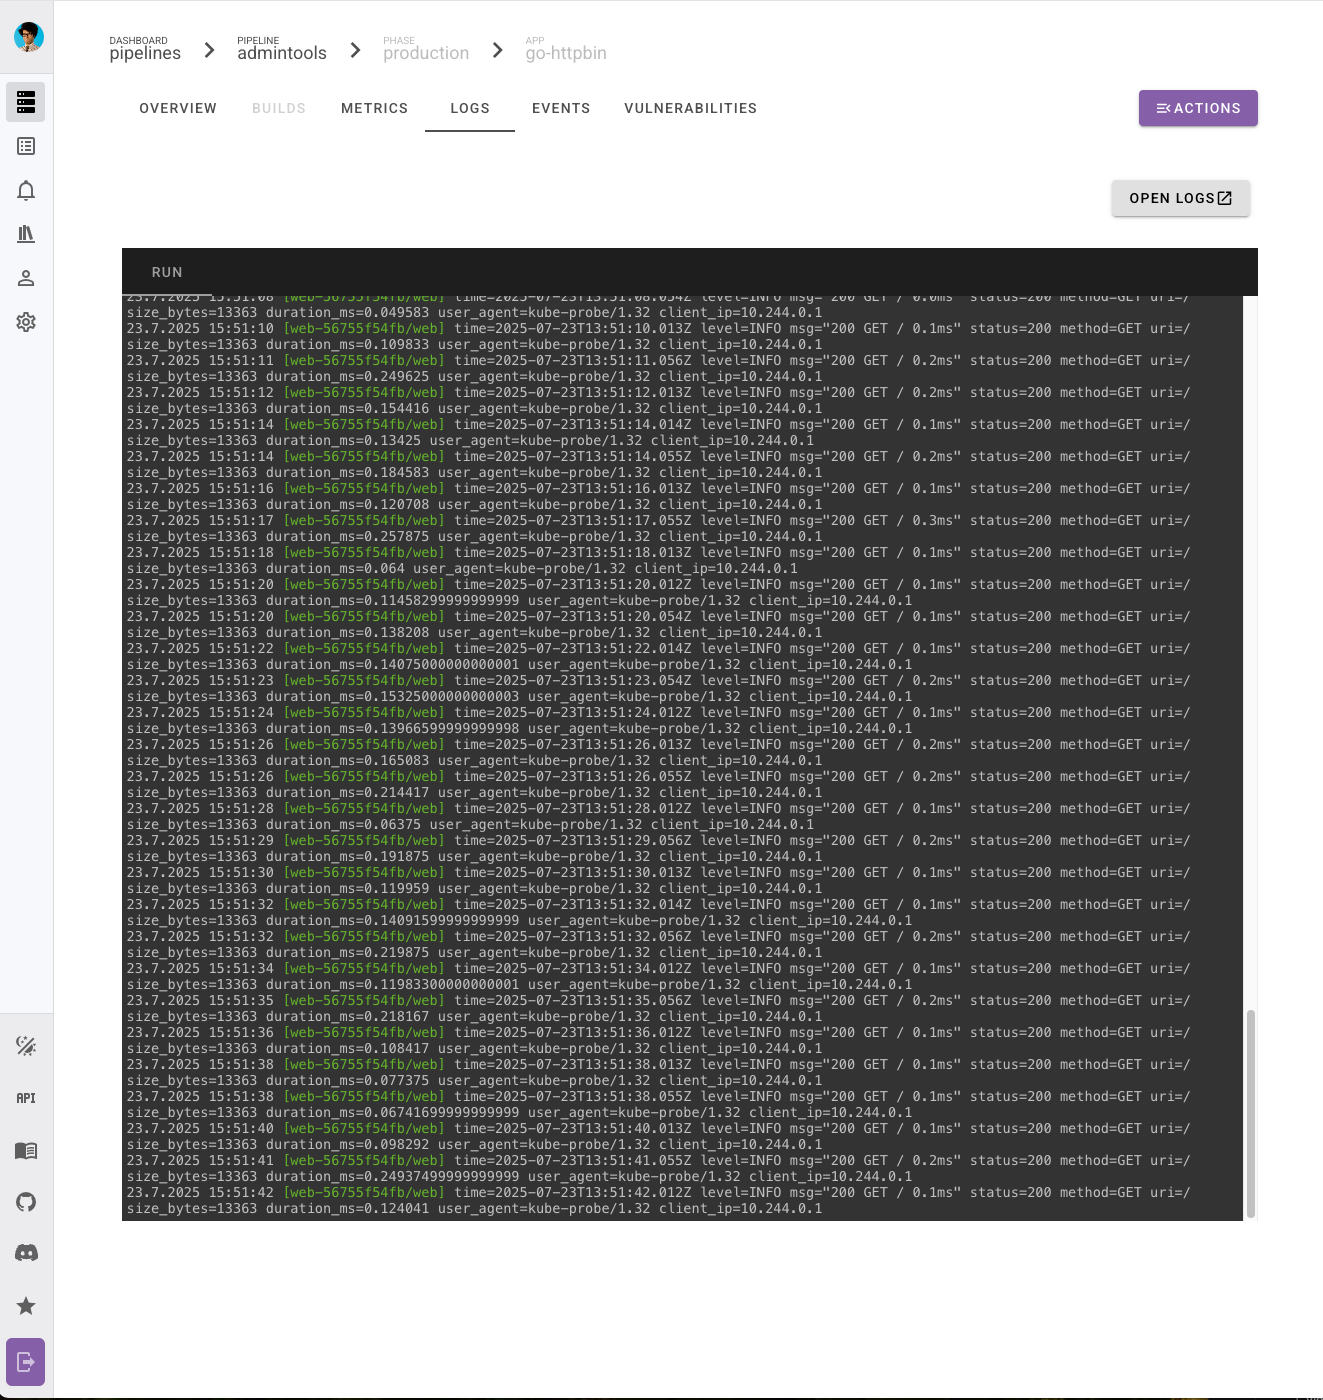 DASHBOARD
pipelines
PIPELINE
admintools
PHASE
production
APP
go-httpbin
OVERVIEW
BUILDS
METRICS
LOGS
EVENTS
VULNERABILITIES
ACTIONS
OPEN LOGS
RUN
23.7.2025 15:51:08 [web-56755f54fb/web] time=2025-07-23T13:51:08.054Z level=INFO msg="200 GET / 0.0ms" status=200 method=GET uri=/
size_bytes=13363 duration_ms=0.049583 user_agent=kube-probe/1.32 client_ip=10.244.0.1
23.7.2025 15:51:10 [web-56755f54fb/web] time=2025-07-23T13:51:10.013Z level=INFO msg="200 GET / 0.1ms" status=200 method=GET uri=/
size_bytes=13363 duration_ms=0.109833 user_agent=kube-probe/1.32 client_ip=10.244.0.1
23.7.2025 15:51:11 [web-56755f54fb/web] time=2025-07-23T13:51:11.056Z level=INFO msg="200 GET / 0.2ms" status=200 method=GET uri=/
size_bytes=13363 duration_ms=0.249625 user_agent=kube-probe/1.32 client_ip=10.244.0.1
23.7.2025 15:51:12 [web-56755f54fb/web] time=2025-07-23T13:51:12.013Z level=INFO msg="200 GET / 0.2ms" status=200 method=GET uri=/
size_bytes=13363 duration_ms=0.154416 user_agent=kube-probe/1.32 client_ip=10.244.0.1
23.7.2025 15:51:14 [web-56755f54fb/web] time=2025-07-23T13:51:14.014Z level=INFO msg="200 GET / 0.1ms" status=200 method=GET uri=/
size_bytes=13363 duration_ms=0.13425 user_agent=kube-probe/1.32 client_ip=10.244.0.1
23.7.2025 15:51:14 [web-56755f54fb/web] time=2025-07-23T13:51:14.055Z level=INFO msg="200 GET / 0.2ms" status=200 method=GET uri=/
size_bytes=13363 duration_ms=0.184583 user_agent=kube-probe/1.32 client_ip=10.244.0.1
23.7.2025 15:51:16 [web-56755f54fb/web] time=2025-07-23T13:51:16.013Z level=INFO msg="200 GET / 0.1ms" status=200 method=GET uri=/
size_bytes=13363 duration_ms=0.120708 user_agent=kube-probe/1.32 client_ip=10.244.0.1
23.7.2025 15:51:17 [web-56755f54fb/web] time=2025-07-23T13:51:17.055Z level=INFO msg="200 GET / 0.3ms" status=200 method=GET uri=/
size_bytes=13363 duration_ms=0.257875 user_agent=kube-probe/1.32 client_ip=10.244.0.1
23.7.2025 15:51:18 [web-56755f54fb/web] time=2025-07-23T13:51:18.013Z level=INFO msg="200 GET / 0.1ms" status=200 method=GET uri=/
size_bytes=13363 duration_ms=0.064 user_agent=kube-probe/1.32 client_ip=10.244.0.1
23.7.2025 15:51:20 [web-56755f54fb/web] time=2025-07-23T13:51:20.012Z level=INFO msg="200 GET / 0.1ms" status=200 method=GET uri=/
size_bytes=13363 duration_ms=0.11458299999999999 user_agent=kube-probe/1.32 client_ip=10.244.0.1
23.7.2025 15:51:20 [web-56755f54fb/web] time=2025-07-23T13:51:20.054Z level=INFO msg="200 GET / 0.1ms" status=200 method=GET uri=/
size_bytes=13363 duration_ms=0.138208 user_agent=kube-probe/1.32 client_ip=10.244.0.1
23.7.2025 15:51:22 [web-56755f54fb/web] time=2025-07-23T13:51:22.014Z level=INFO msg="200 GET / 0.1ms" status=200 method=GET uri=/
size_bytes=13363 duration_ms=0.14075000000000001 user_agent=kube-probe/1.32 client_ip=10.244.0.1
23.7.2025 15:51:23 [web-56755f54fb/web] time=2025-07-23T13:51:23.054Z level=INFO msg="200 GET / 0.2ms" status=200 method=GET uri=/
size_bytes=13363 duration_ms=0.15325000000000003 user_agent=kube-probe/1.32 client_ip=10.244.0.1
23.7.2025 15:51:24 [web-56755f54fb/web] time=2025-07-23T13:51:24.012Z level=INFO msg="200 GET / 0.1ms" status=200 method=GET uri=/
size_bytes=13363 duration_ms=0.13966599999999998 user_agent=kube-probe/1.32 client_ip=10.244.0.1
23.7.2025 15:51:26 [web-56755f54fb/web] time=2025-07-23T13:51:26.013Z level=INFO msg="200 GET / 0.2ms" status=200 method=GET uri=/
size_bytes=13363 duration_ms=0.165083 user_agent=kube-probe/1.32 client_ip=10.244.0.1
23.7.2025 15:51:26 [web-56755f54fb/web] time=2025-07-23T13:51:26.055Z level=INFO msg="200 GET / 0.2ms" status=200 method=GET uri=/
size_bytes=13363 duration_ms=0.214417 user_agent=kube-probe/1.32 client_ip=10.244.0.1
23.7.2025 15:51:28 [web-56755f54fb/web] time=2025-07-23T13:51:28.012Z level=INFO msg="200 GET / 0.1ms" status=200 method=GET uri=/
size_bytes=13363 duration_ms=0.06375 user_agent=kube-probe/1.32 client_ip=10.244.0.1
23.7.2025 15:51:29 [web-56755f54fb/web] time=2025-07-23T13:51:29.056Z level=INFO msg="200 GET / 0.2ms" status=200 method=GET uri=/
size_bytes=13363 duration_ms=0.191875 user_agent=kube-probe/1.32 client_ip=10.244.0.1
23.7.2025 15:51:30 [web-56755f54fb/web] time=2025-07-23T13:51:30.013Z level=INFO msg="200 GET / 0.1ms" status=200 method=GET uri=/
size_bytes=13363 duration_ms=0.119959 user_agent=kube-probe/1.32 client_ip=10.244.0.1
23.7.2025 15:51:32 [web-56755f54fb/web] time=2025-07-23T13:51:32.014Z level=INFO msg="200 GET / 0.1ms" status=200 method=GET uri=/
size_bytes=13363 duration_ms=0.14091599999999999 user_agent=kube-probe/1.32 client_ip=10.244.0.1
23.7.2025 15:51:32 [web-56755f54fb/web] time=2025-07-23T13:51:32.056Z level=INFO msg="200 GET / 0.2ms" status=200 method=GET uri=/
size_bytes=13363 duration_ms=0.219875 user_agent=kube-probe/1.32 client_ip=10.244.0.1
23.7.2025 15:51:34 [web-56755f54fb/web] time=2025-07-23T13:51:34.012Z level=INFO msg="200 GET / 0.1ms" status=200 method=GET uri=/
size_bytes=13363 duration_ms=0.11983300000000001 user_agent=kube-probe/1.32 client_ip=10.244.0.1
23.7.2025 15:51:35 [web-56755f54fb/web] time=2025-07-23T13:51:35.056Z level=INFO msg="200 GET / 0.2ms" status=200 method=GET uri=/
size_bytes=13363 duration_ms=0.218167 user_agent=kube-probe/1.32 client_ip=10.244.0.1
23.7.2025 15:51:36 [web-56755f54fb/web] time=2025-07-23T13:51:36.012Z level=INFO msg="200 GET / 0.1ms" status=200 method=GET uri=/
size_bytes=13363 duration_ms=0.108417 user_agent=kube-probe/1.32 client_ip=10.244.0.1
23.7.2025 15:51:38 [web-56755f54fb/web] time=2025-07-23T13:51:38.013Z level=INFO msg="200 GET / 0.1ms" status=200 method=GET uri=/
size_bytes=13363 duration_ms=0.077375 user_agent=kube-probe/1.32 client_ip=10.244.0.1
23.7.2025 15:51:38 [web-56755f54fb/web] time=2025-07-23T13:51:38.055Z level=INFO msg="200 GET / 0.1ms" status=200 method=GET uri=/
size_bytes=13363 duration_ms=0.06741699999999999 user_agent=kube-probe/1.32 client_ip=10.244.0.1
23.7.2025 15:51:40 [web-56755f54fb/web] time=2025-07-23T13:51:40.013Z level=INFO msg="200 GET / 0.1ms" status=200 method=GET uri=/
size_bytes=13363 duration_ms=0.098292 user_agent=kube-probe/1.32 client_ip=10.244.0.1
23.7.2025 15:51:41 [web-56755f54fb/web] time=2025-07-23T13:51:41.055Z level=INFO msg="200 GET / 0.2ms" status=200 method=GET uri=/
size_bytes=13363 duration_ms=0.24937499999999999 user_agent=kube-probe/1.32 client_ip=10.244.0.1
23.7.2025 15:51:42 [web-56755f54fb/web] time=2025-07-23T13:51:42.012Z level=INFO msg="200 GET / 0.1ms" status=200 method=GET uri=/
size_bytes=13363 duration_ms=0.124041 user_agent=kube-probe/1.32 client_ip=10.244.0.1
API